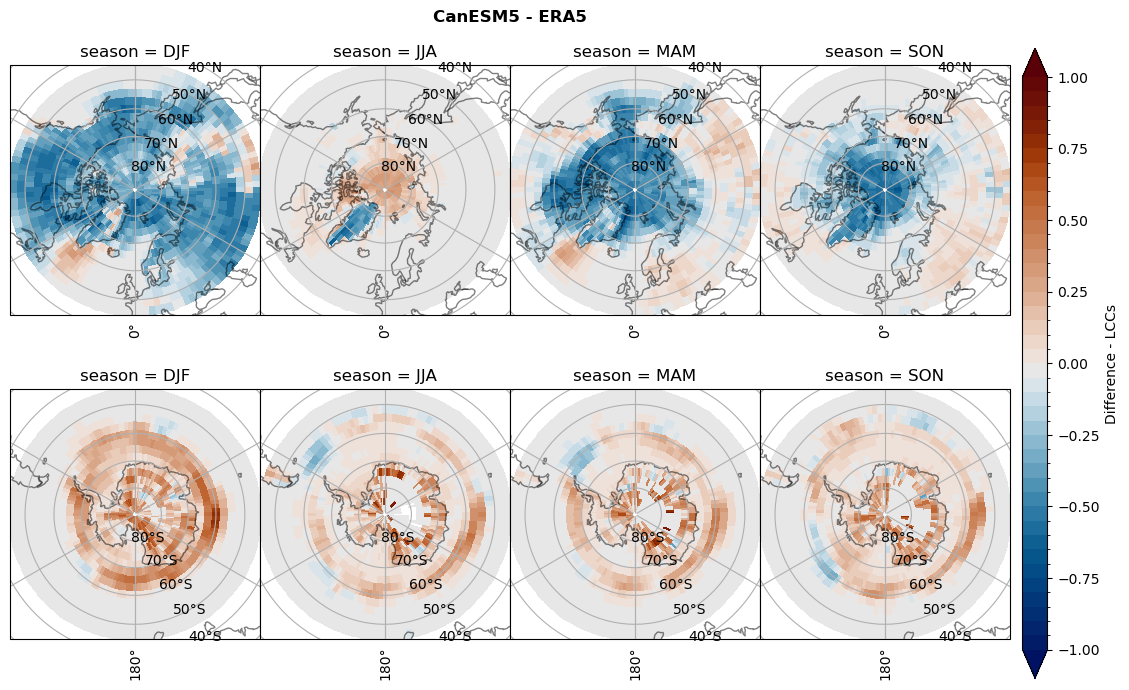 CanESM5 - ERA5
season = DJF
season = JJA
season = MAM
season = SON
40°N
50°N
60°N
70°N
80°N
40°N
50°N
60°N
70°N
80°N
40°N
50°N
60°N
70°N
80°N
40°N
50°N
60°N
70°N
80°N
0°
0°
0°
0°
season = DJF
season = JJA
season = MAM
season = SON
80°S
70°S
60°S
50°S
40°S
80°S
70°S
60°S
50°S
40°S
80°S
70°S
60°S
50°S
40°S
80°S
70°S
60°S
50°S
40°S
180°
180°
180°
180°
1.00
0.75
0.50
0.25
0.00
−0.25
−0.50
−0.75
−1.00
Difference - LCCs